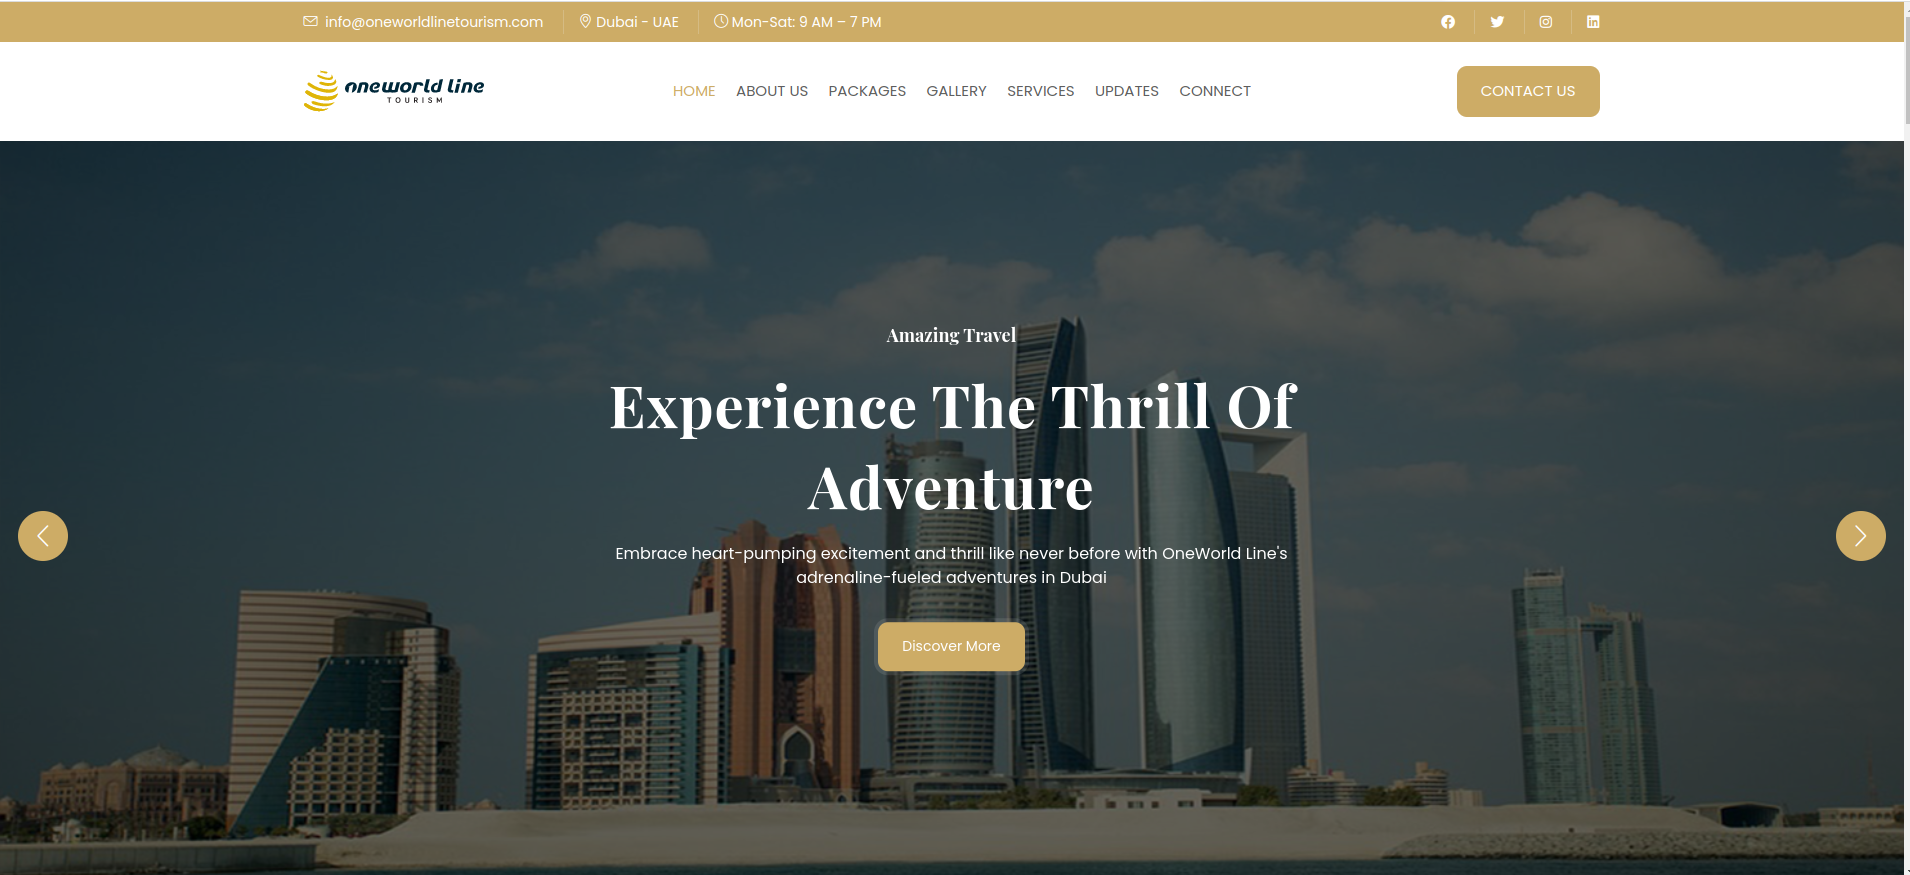 info@oneworldlinetourism.com
Dubai - UAE
Mon-Sat: 9 AM – 7 PM
oneworld line
TOURISM
HOME
ABOUT US
PACKAGES
GALLERY
SERVICES
UPDATES
CONNECT
CONTACT US
Amazing Travel
Experience The Thrill Of
Adventure
Embrace heart-pumping excitement and thrill like never before with OneWorld Line's
adrenaline-fueled adventures in Dubai
Discover More